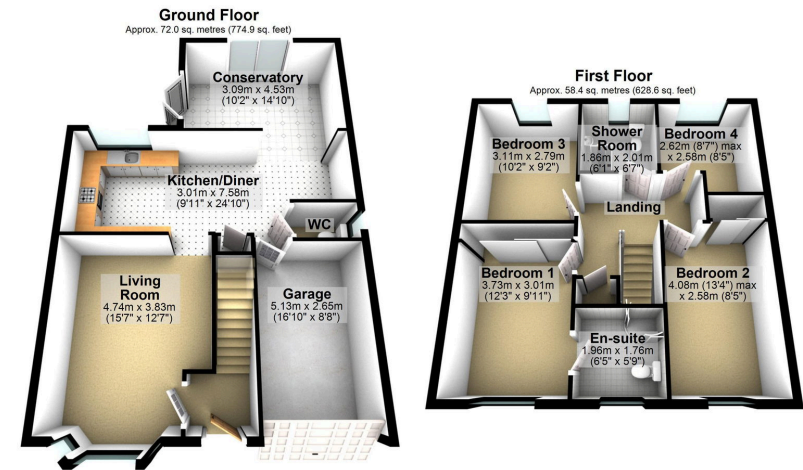 Ground Floor
Approx. 72.0 sq. metres (774.9 sq. feet)
Conservatory
3.09m x 4.53m
(10'2" x 14'10")
Kitchen/Diner
3.01m x 7.58m
(9'11" x 24'10")
WC
Living
Room
4.74m x 3.83m
(15'7" x 12'7")
Garage
5.13m x 2.65m
(16'10" x 8'8")
First Floor
Approx. 58.4 sq. metres (628.6 sq. feet)
Bedroom 3
3.11m x 2.79m
(10'2" x 9'2")
Shower
Room
1.86m x 2.01m
(6'1" x 6'7")
Bedroom 4
2.62m (8'7") max
x 2.58m (8'5")
Landing
Bedroom 1
3.73m x 3.01m
(12'3" x 9'11")
Bedroom 2
4.08m (13'4") max
x 2.58m (8'5")
En-suite
1.96m x 1.76m
(6'5" x 5'9")